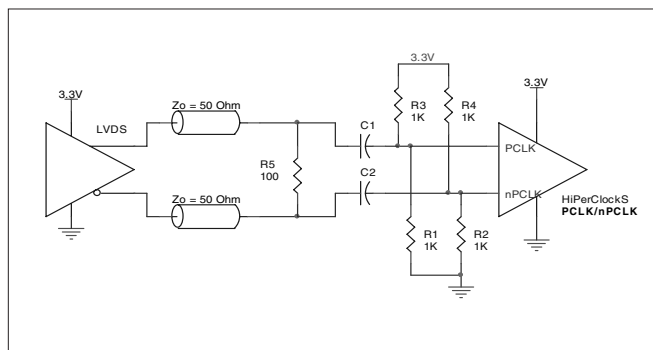 3.3V
3.3V
3.3V
Zo = 50 Ohm
LVDS
C1
R3
1K
R4
1K
PCLK
R5
100
C2
Zo = 50 Ohm
nPCLK
HiPerClockS
PCLK/nPCLK
R1
1K
R2
1K